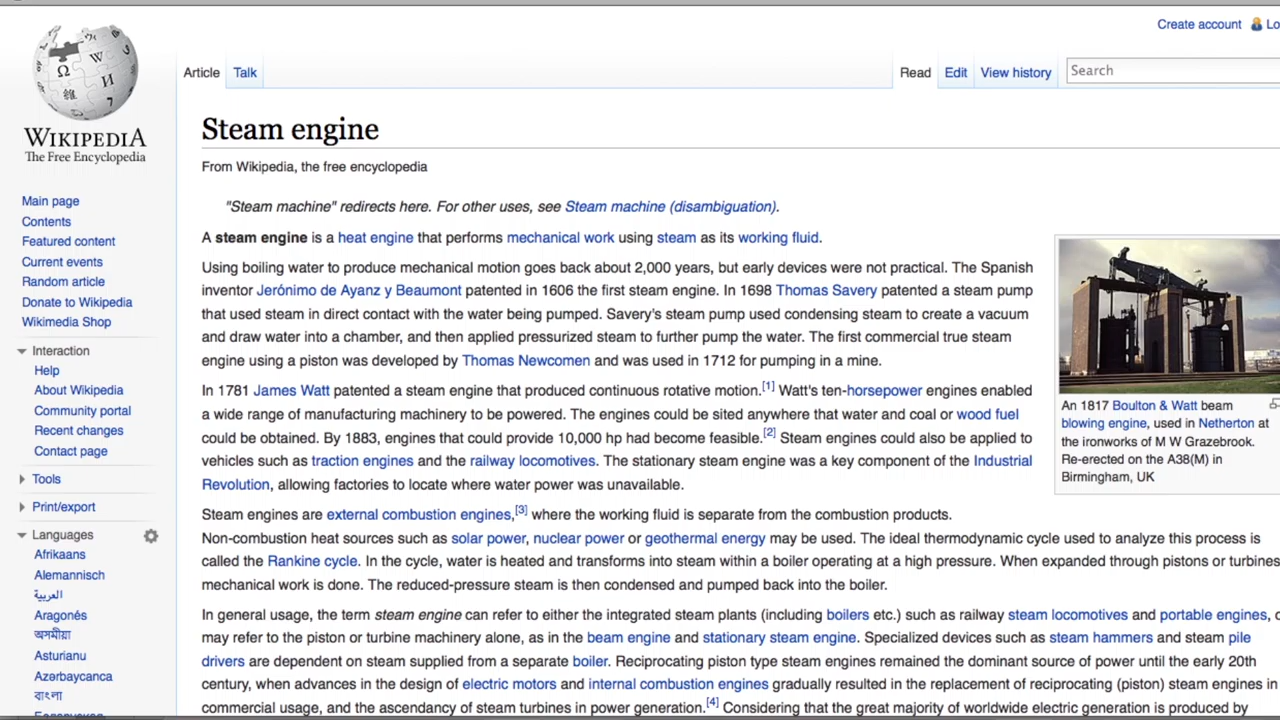 Create account
Article
Talk
Read
Edit
View history
Search
WIKIPEDIA
The Free Encyclopedia
Main page
Contents
Featured content
Current events
Random article
Donate to Wikipedia
Wikimedia Shop
Interaction
Help
About Wikipedia
Community portal
Recent changes
Contact page
Tools
Print/export
Languages
Afrikaans
Alemannisch
العربية
Aragonés
অসমীয়া
Asturianu
Azərbaycanca
বাংলা
Steam engine
From Wikipedia, the free encyclopedia
"Steam machine" redirects here. For other uses, see Steam machine (disambiguation).
A steam engine is a heat engine that performs mechanical work using steam as its working fluid.
Using boiling water to produce mechanical motion goes back about 2,000 years, but early devices were not practical. The Spanish
inventor Jerónimo de Ayanz y Beaumont patented in 1606 the first steam engine. In 1698 Thomas Savery patented a steam pump
that used steam in direct contact with the water being pumped. Savery's steam pump used condensing steam to create a vacuum
and draw water into a chamber, and then applied pressurized steam to further pump the water. The first commercial true steam
engine using a piston was developed by Thomas Newcomen and was used in 1712 for pumping in a mine.
In 1781 James Watt patented a steam engine that produced continuous rotative motion.[1] Watt's ten-horsepower engines enabled
a wide range of manufacturing machinery to be powered. The engines could be sited anywhere that water and coal or wood fuel
could be obtained. By 1883, engines that could provide 10,000 hp had become feasible.[2] Steam engines could also be applied to
vehicles such as traction engines and the railway locomotives. The stationary steam engine was a key component of the Industrial
Revolution, allowing factories to locate where water power was unavailable.
Steam engines are external combustion engines,[3] where the working fluid is separate from the combustion products.
Non-combustion heat sources such as solar power, nuclear power or geothermal energy may be used. The ideal thermodynamic cycle used to analyze this process is
called the Rankine cycle. In the cycle, water is heated and transforms into steam within a boiler operating at a high pressure. When expanded through pistons or turbines
mechanical work is done. The reduced-pressure steam is then condensed and pumped back into the boiler.
In general usage, the term steam engine can refer to either the integrated steam plants (including boilers etc.) such as railway steam locomotives and portable engines,
may refer to the piston or turbine machinery alone, as in the beam engine and stationary steam engine. Specialized devices such as steam hammers and steam pile
drivers are dependent on steam supplied from a separate boiler. Reciprocating piston type steam engines remained the dominant source of power until the early 20th
century, when advances in the design of electric motors and internal combustion engines gradually resulted in the replacement of reciprocating (piston) steam engines in
commercial usage, and the ascendancy of steam turbines in power generation.[4] Considering that the great majority of worldwide electric generation is produced by
An 1817 Boulton & Watt beam
blowing engine, used in Netherton at
the ironworks of M W Grazebrook.
Re-erected on the A38(M) in
Birmingham, UK